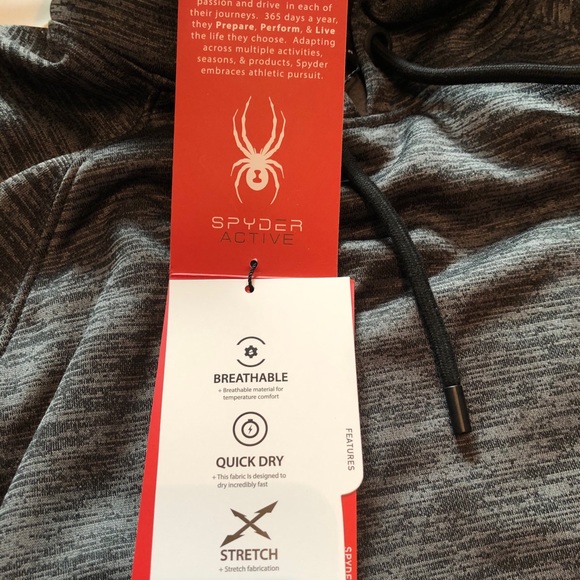 passion and drive in each of
their journeys. 365 days a year,
they Prepare, Perform, & Live
the life they choose. Adapting
across multiple activities,
seasons, & products, Spyder
embraces athletic pursuit.
SPYDER
ACTIVE
BREATHABLE
+ Breathable material for
temperature comfort
QUICK DRY
+ This fabric is designed to
dry incredibly fast
STRETCH
+ Stretch fabrication
FEATURES